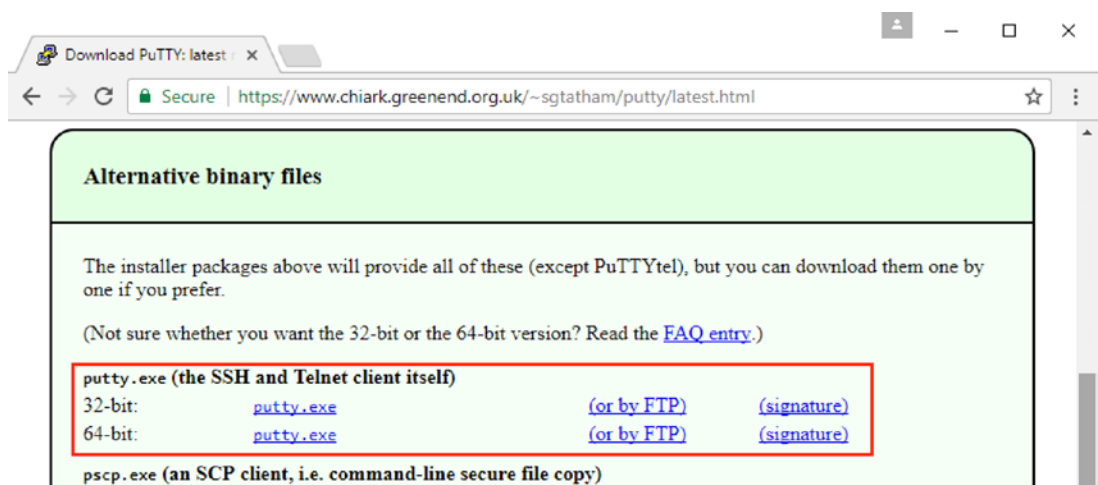 Download PuTTY: latest r
Secure | https://www.chiark.greenend.org.uk/~sgtatham/putty/latest.html
Alternative binary files
The installer packages above will provide all of these (except PuTTYtel), but you can download them one by
one if you prefer.
(Not sure whether you want the 32-bit or the 64-bit version? Read the FAQ entry.)
putty.exe (the SSH and Telnet client itself)
32-bit: putty.exe (or by FTP) (signature)
64-bit: putty.exe (or by FTP) (signature)
pscp.exe (an SCP client, i.e. command-line secure file copy)